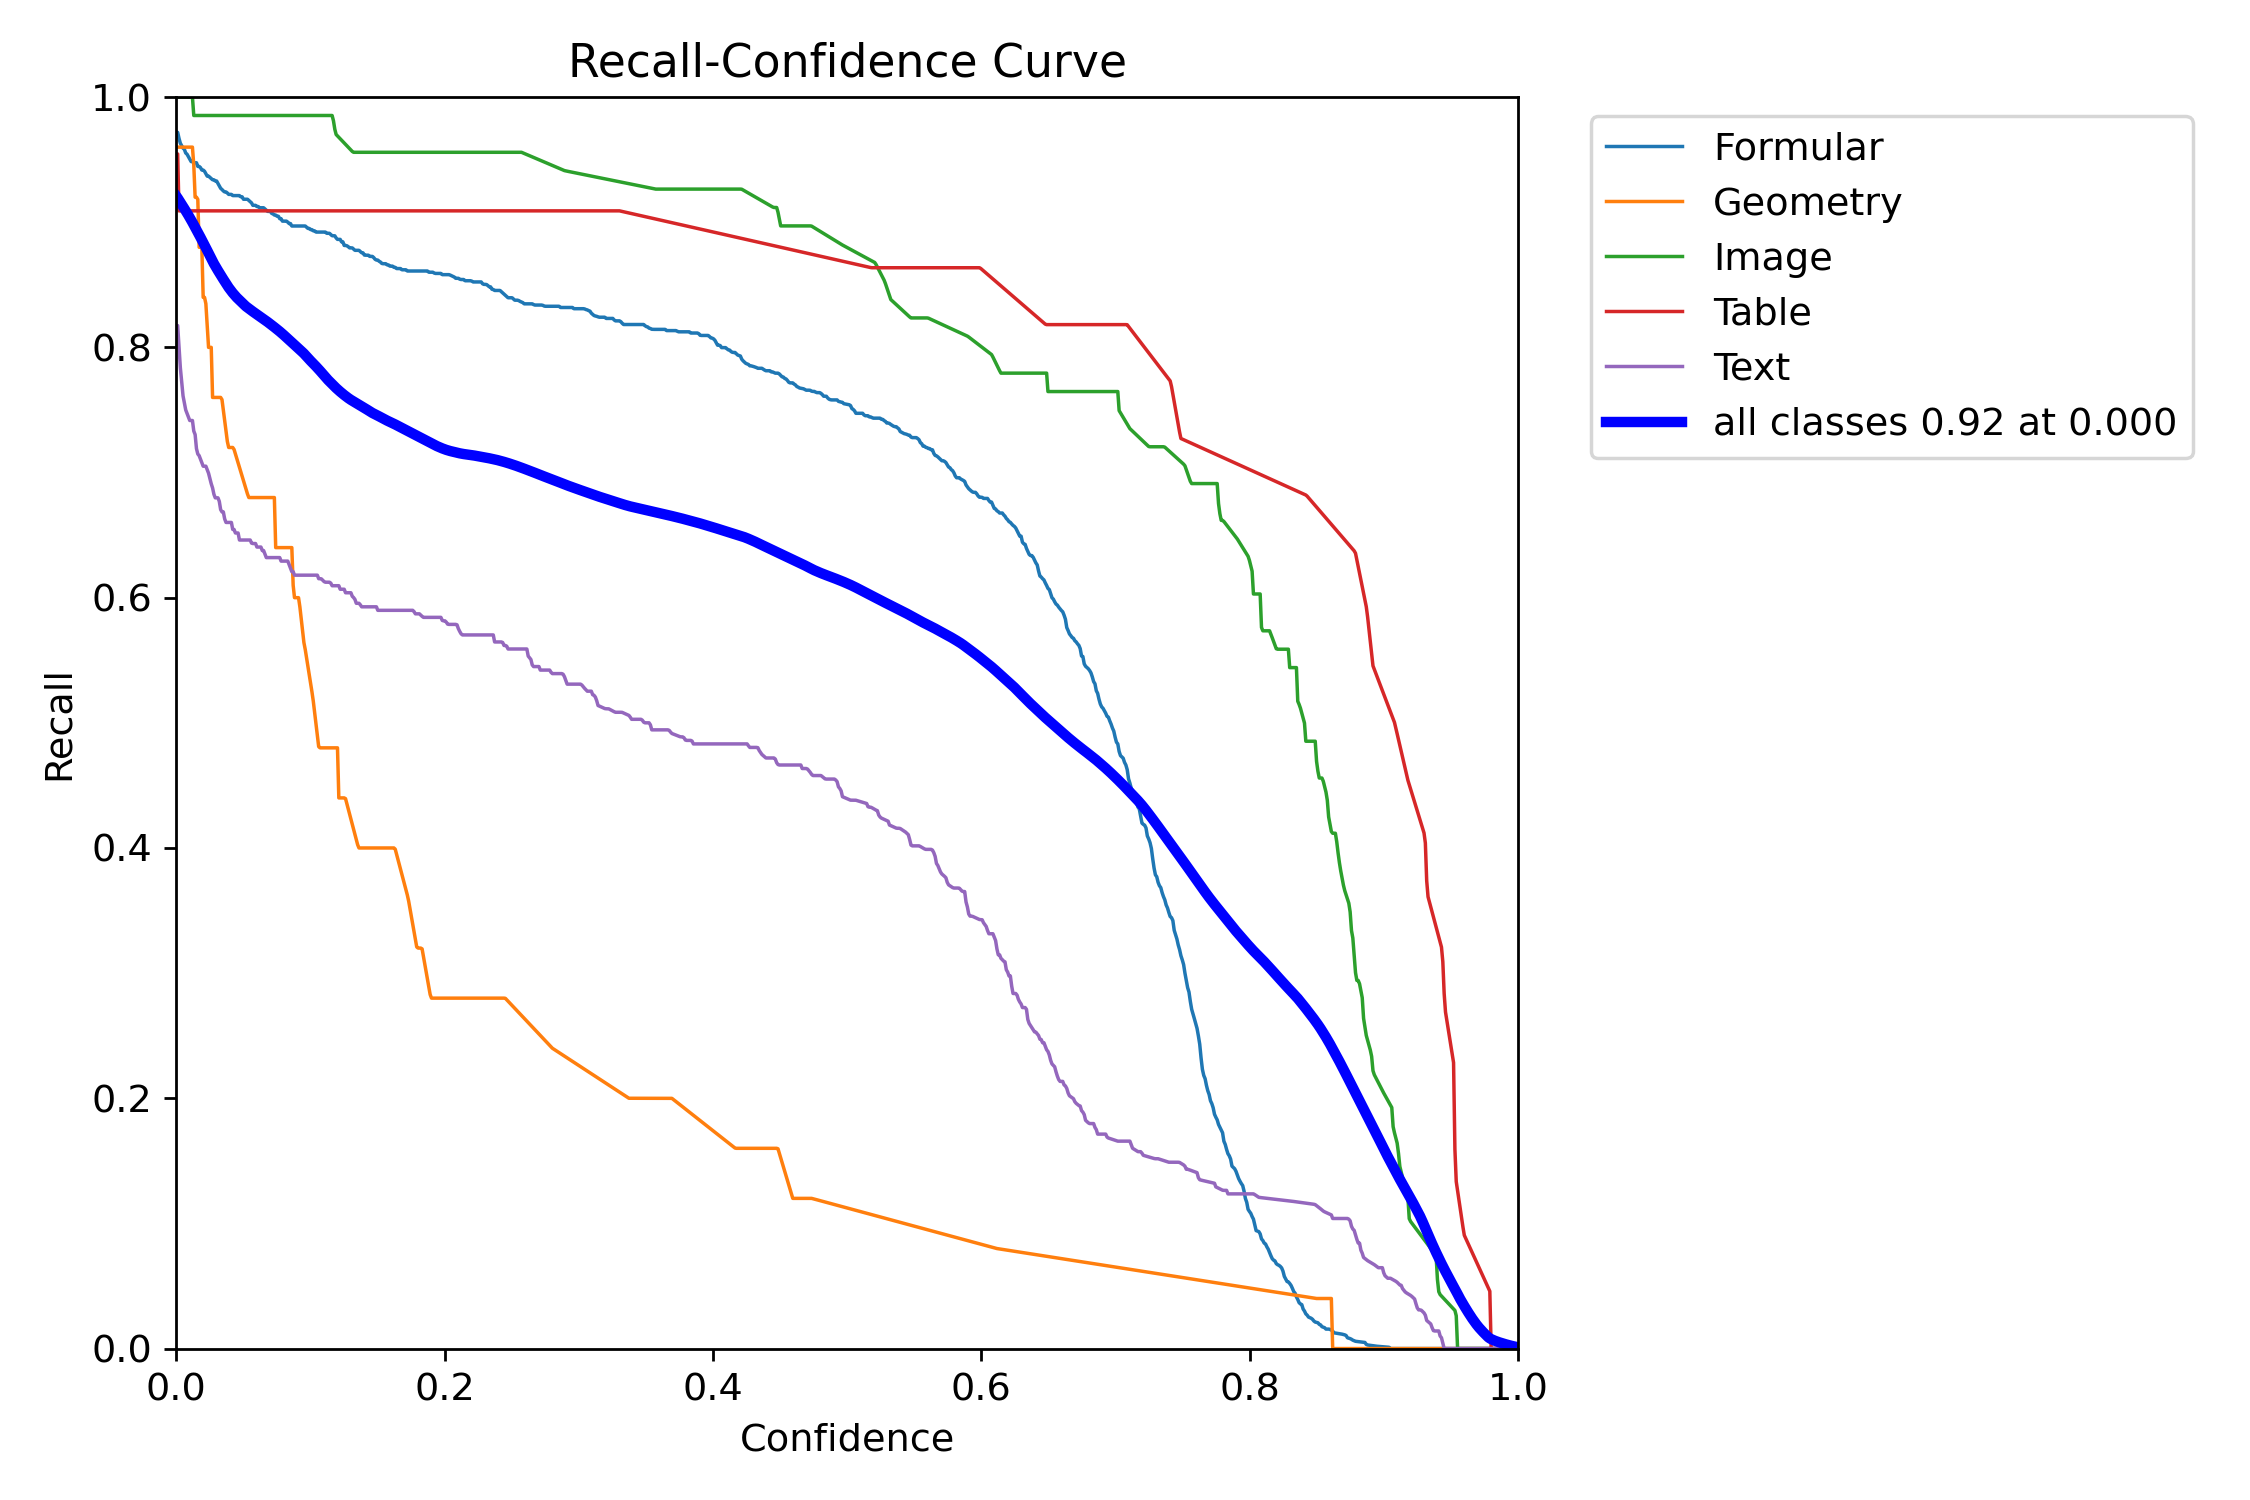 Recall-Confidence Curve
1.0
0.8
0.6
0.4
0.2
0.0
Recall
0.0 0.2 0.4 0.6 0.8 1.0
Confidence
Formular
Geometry
Image
Table
Text
all classes 0.92 at 0.000